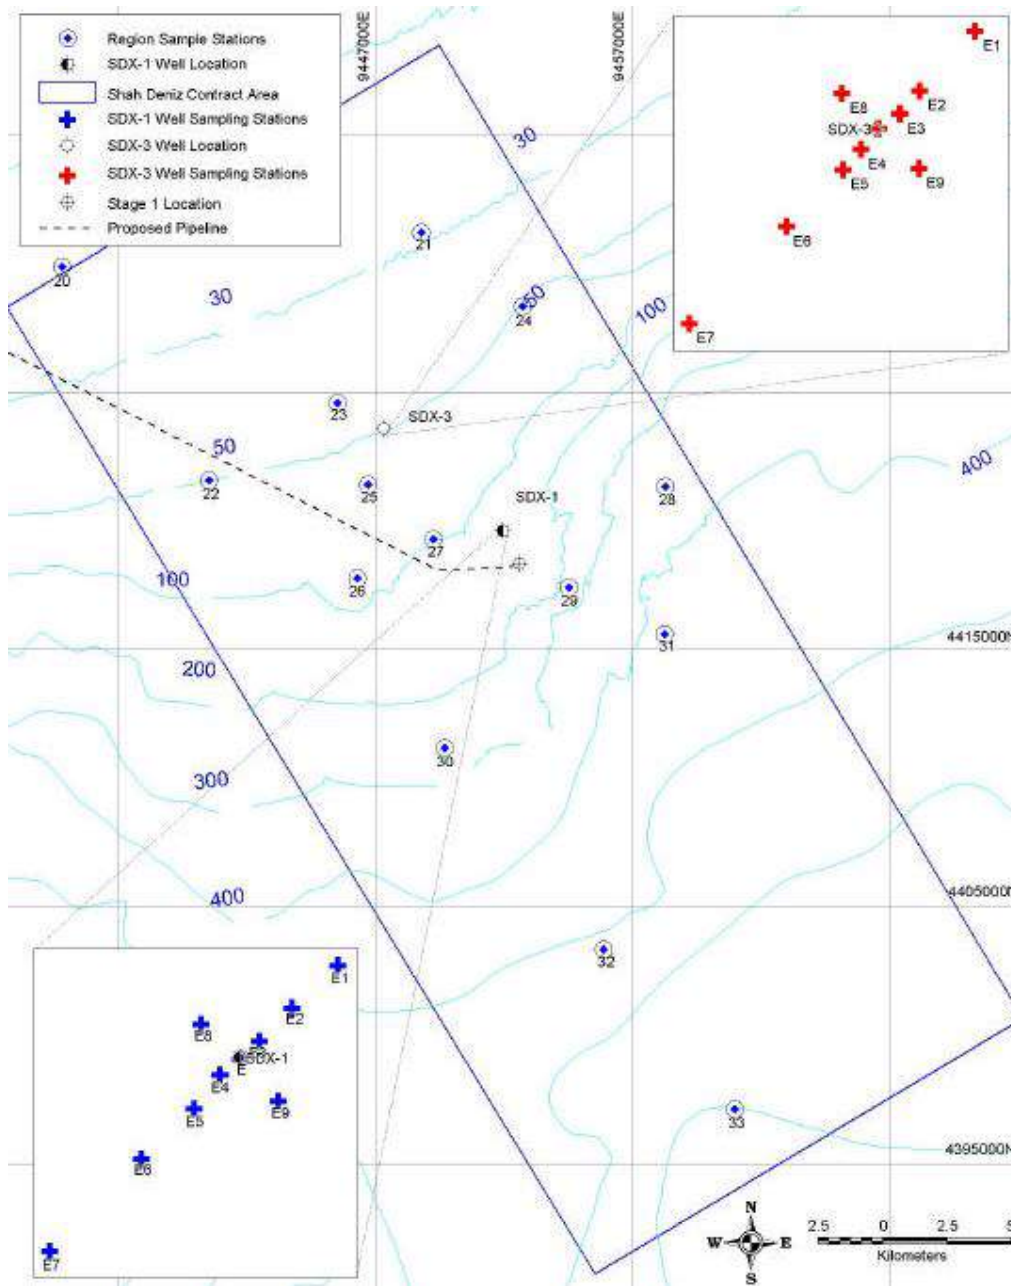 Region Sample Stations
SDX-1 Well Location
Shah Deniz Contract Area
SDX-1 Well Sampling Stations
SDX-3 Well Location
SDX-3 Well Sampling Stations
Stage 1 Location
Proposed Pipeline
9447000E
9457000E
E1
E8
E2
SDX-3
E3
E4
E5
E9
E6
E7
30
21
20
30
50
24
100
23
SDX-3
50
22
25
SDX-1
28
400
27
100
26
29
31
4415000N
200
30
300
400
4405000N
32
E1
E2
E8
E3
SDX-1
E
E4
E5
E9
E6
E7
33
4395000N
N
W
E
S
2.5
0
2.5
5
Kilometers